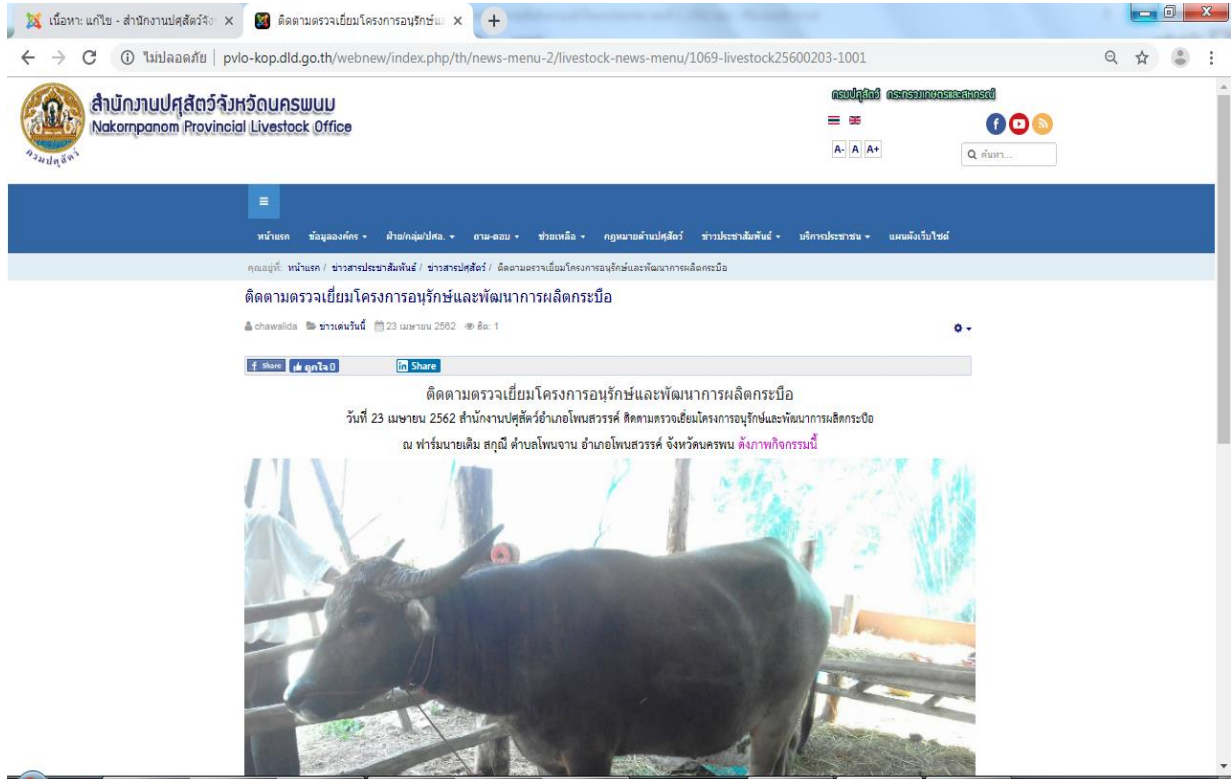 เนื้อหา: แก้ไข - สำนักงานปศุสัตว์จัง
ติดตามตรวจเยี่ยมโครงการอนุรักษ์แ
ไม่ปลอดภัย | pvlo-kop.dld.go.th/webnew/index.php/th/news-menu-2/livestock-news-menu/1069-livestock25600203-1001
สำนักงานปศุสัตว์จังหวัดนครพนม
Nakornpanom Provincial Livestock Office
กรมปศุสัตว์
กรมปศุสัตว์ กระทรวงเกษตรและสหกรณ์
A- A A+
ค้นหา...
หน้าแรก ข้อมูลองค์กร ฝ่าย/กลุ่ม/ปศอ. ถาม-ตอบ ช่วยเหลือ กฎหมายด้านปศุสัตว์ ข่าวประชาสัมพันธ์ บริการประชาชน แผนผังเว็บไซต์
คุณอยู่ที่: หน้าแรก / ข่าวสารประชาสัมพันธ์ / ข่าวสารปศุสัตว์ / ติดตามตรวจเยี่ยมโครงการอนุรักษ์และพัฒนาการผลิตกระบือ
ติดตามตรวจเยี่ยมโครงการอนุรักษ์และพัฒนาการผลิตกระบือ
chawalida ข่าวเด่นวันนี้ 23 เมษายน 2562 ฮิต: 1
f Share ถูกใจ 0 in Share
ติดตามตรวจเยี่ยมโครงการอนุรักษ์และพัฒนาการผลิตกระบือ
วันที่ 23 เมษายน 2562 สำนักงานปศุสัตว์อำเภอโพนสวรรค์ ติดตามตรวจเยี่ยมโครงการอนุรักษ์และพัฒนาการผลิตกระบือ
ณ ฟาร์มนายเติม สกุณี ตำบลโพนจาน อำเภอโพนสวรรค์ จังหวัดนครพนม ดังภาพกิจกรรมนี้